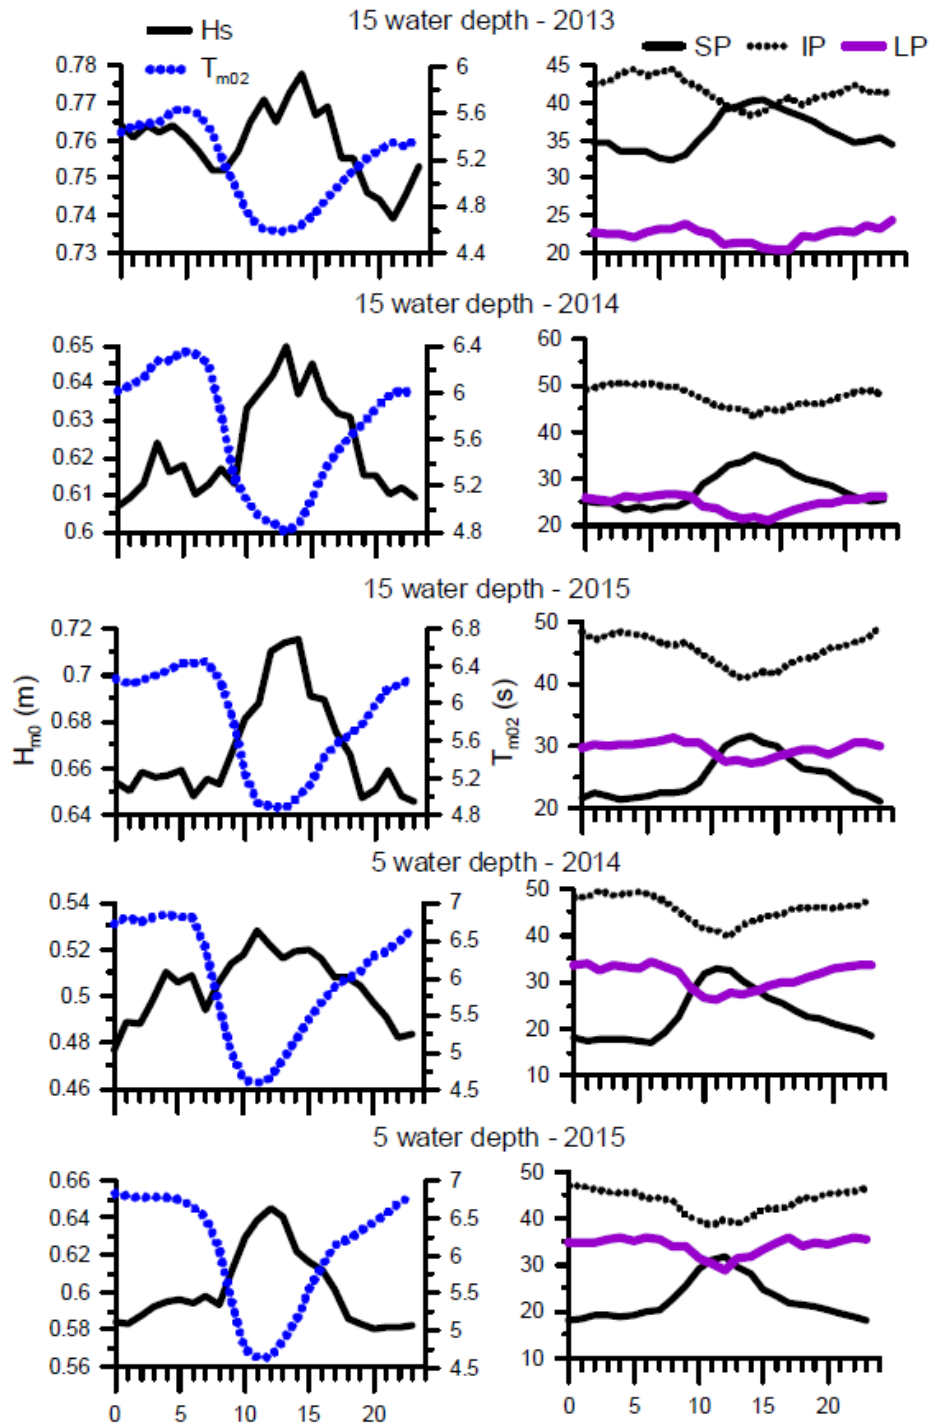 15 water depth - 2013
Hs
T_m02
SP IP LP
0.78 6 45
0.77 5.6 40
0.76 5.2 35
0.75 30
0.74 4.8 25
0.73 4.4 20
15 water depth - 2014
0.65 6.4 60
0.64 6 50
0.63 5.6 40
0.62 5.2 30
0.61
0.6 4.8 20
15 water depth - 2015
0.72 6.8 50
0.7 6.4 40
6
0.68 5.6 30
0.66 5.2
0.64 4.8 20
H_m0 (m)
T_m02 (s)
5 water depth - 2014
0.54 7 50
0.52 6.5 40
6
0.5 5.5 30
0.48 5 20
0.46 4.5 10
5 water depth - 2015
0.66 7 50
0.64 6.5 40
0.62 6
0.6 5.5 30
0.58 5 20
0.56 4.5 10
0 5 10 15 20 0 5 10 15 20